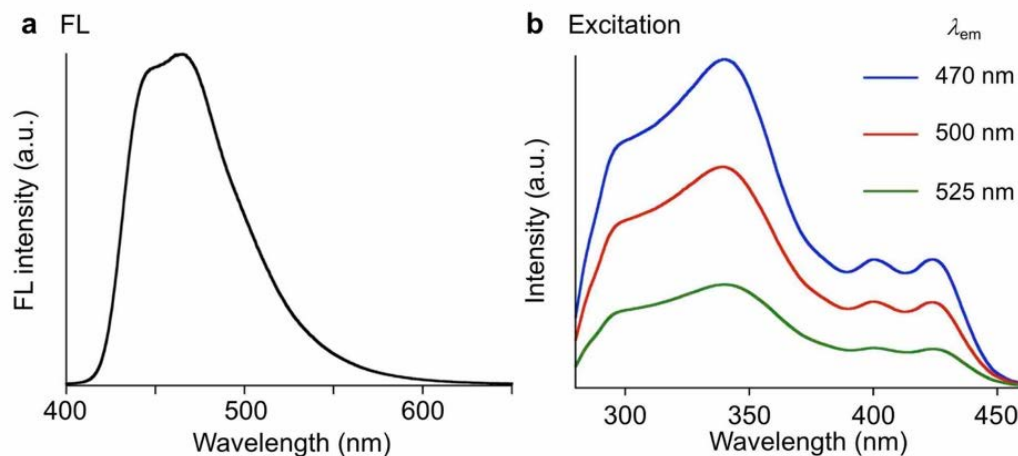 a FL
FL intensity (a.u.)
400
500
600
Wavelength (nm)
b Excitation
λem
470 nm
500 nm
525 nm
Intensity (a.u.)
300
350
400
450
Wavelength (nm)